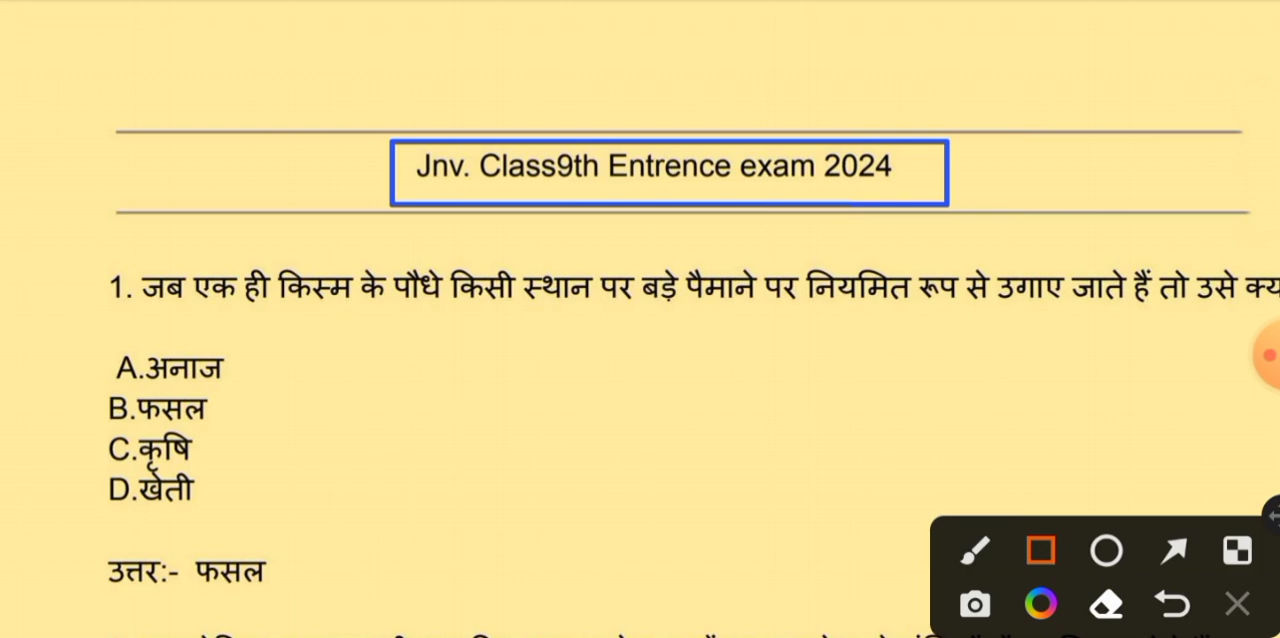 Jnv. Class9th Entrence exam 2024
1. जब एक ही किस्म के पौधे किसी स्थान पर बड़े पैमाने पर नियमित रूप से उगाए जाते हैं तो उसे
A.अनाज
B.फसल
C.कृषि
D.खेती
उत्तर:- फसल